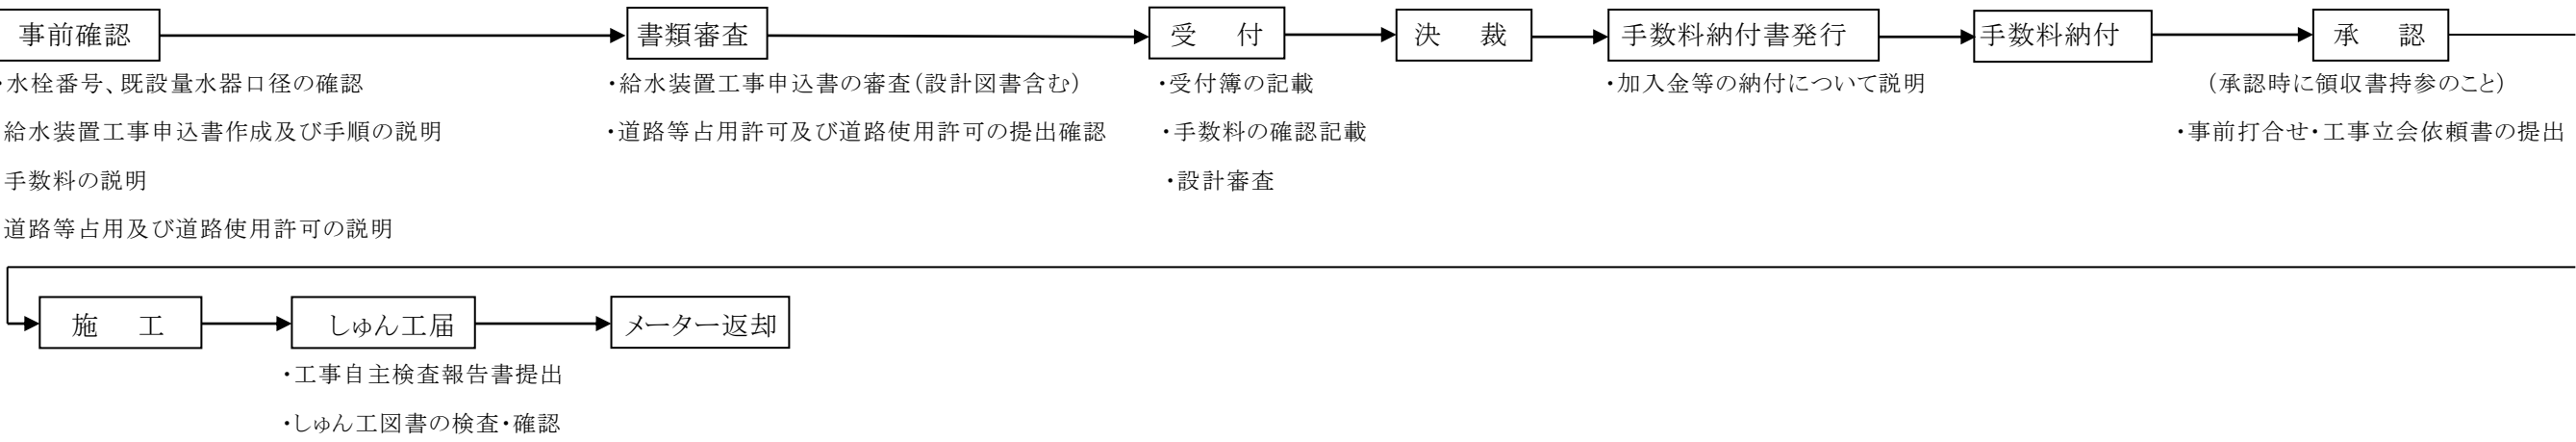 事前確認
書類審査
受　付
決　裁
手数料納付書発行
手数料納付
承　認
・水栓番号、既設量水器口径の確認
給水装置工事申込書作成及び手順の説明
手数料の説明
道路等占用及び道路使用許可の説明
・給水装置工事申込書の審査(設計図書含む)
・道路等占用許可及び道路使用許可の提出確認
・受付簿の記載
・手数料の確認記載
・設計審査
・加入金等の納付について説明
(承認時に領収書持参のこと)
・事前打合せ・工事立会依頼書の提出
施　工
しゅん工届
メーター返却
・工事自主検査報告書提出
・しゅん工図書の検査・確認